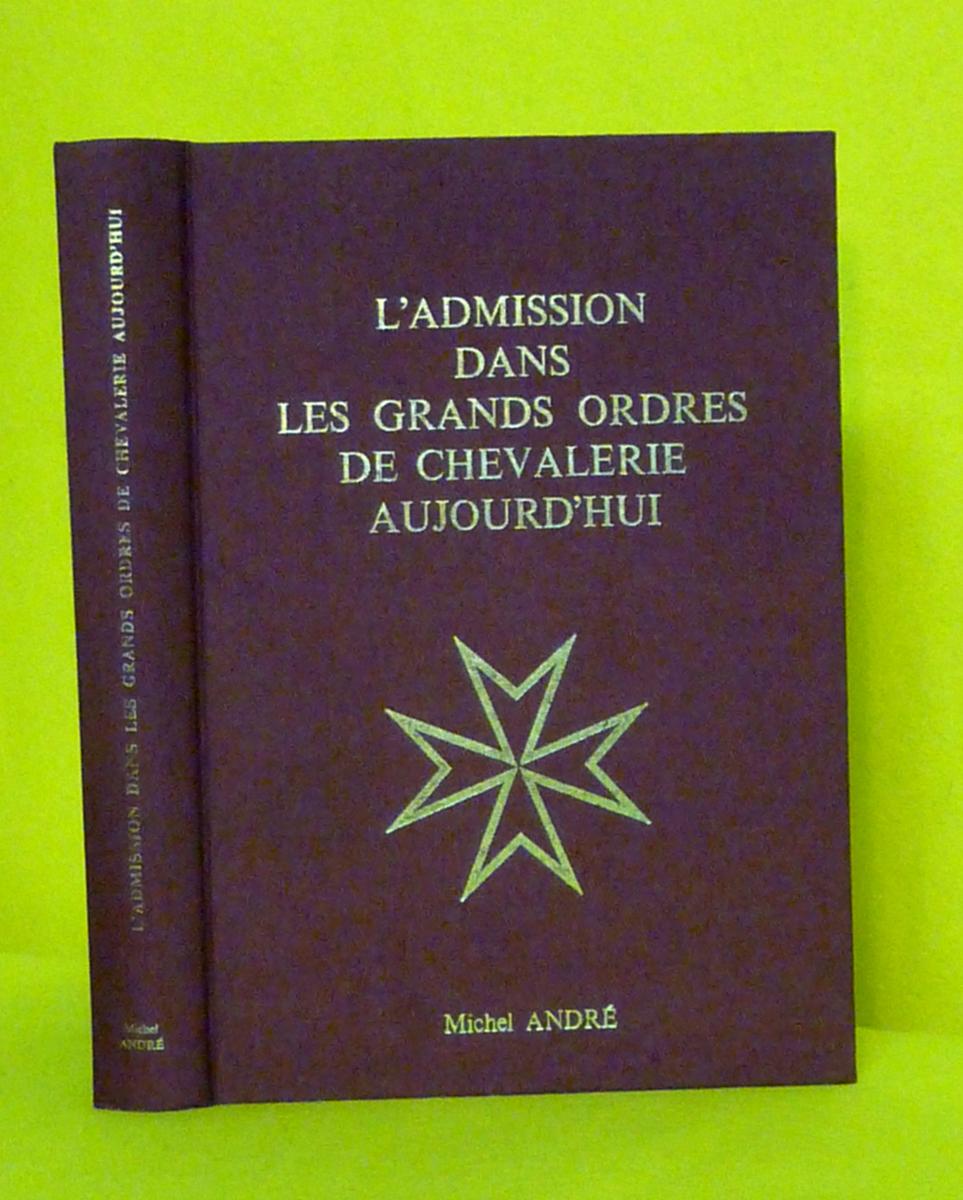 L'ADMISSION DANS LES GRANDS ORDRES DE CHEVALERIE AUJOURD'HUI
Michel
ANDRÉ
L'ADMISSION
DANS
LES GRANDS ORDRES
DE CHEVALERIE
AUJOURD'HUI
Michel ANDRÉ